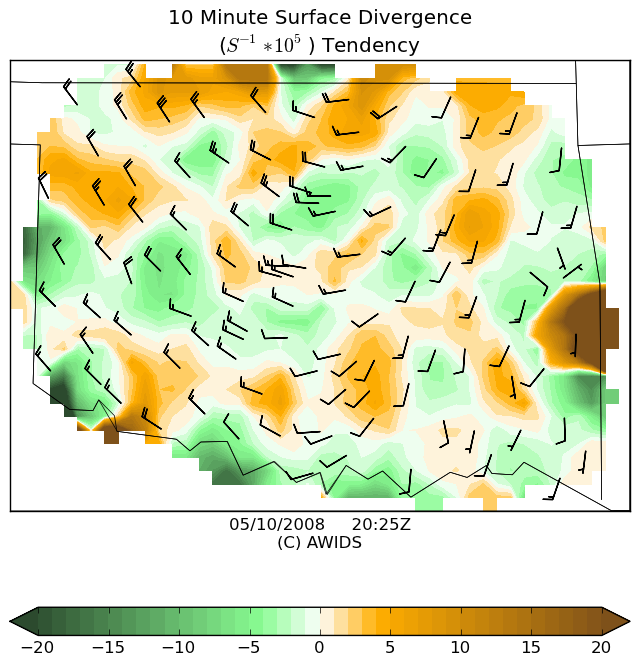 10 Minute Surface Divergence
(S⁻¹ ∗ 10⁵ ) Tendency
05/10/2008 20:25Z
(C) AWIDS
−20 −15 −10 −5 0 5 10 15 20